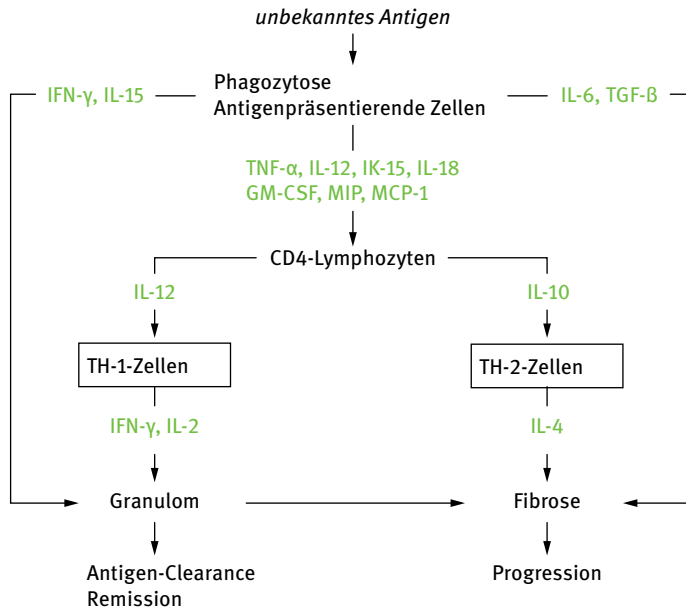 unbekanntes Antigen
IFN-γ, IL-15
Phagozytose
Antigenpräsentierende Zellen
IL-6, TGF-ß
TNF-α, IL-12, IK-15, IL-18
GM-CSF, MIP, MCP-1
CD4-Lymphozyten
IL-12
IL-10
TH-1-Zellen
TH-2-Zellen
IFN-γ, IL-2
IL-4
Granulom
Fibrose
Antigen-Clearance
Remission
Progression